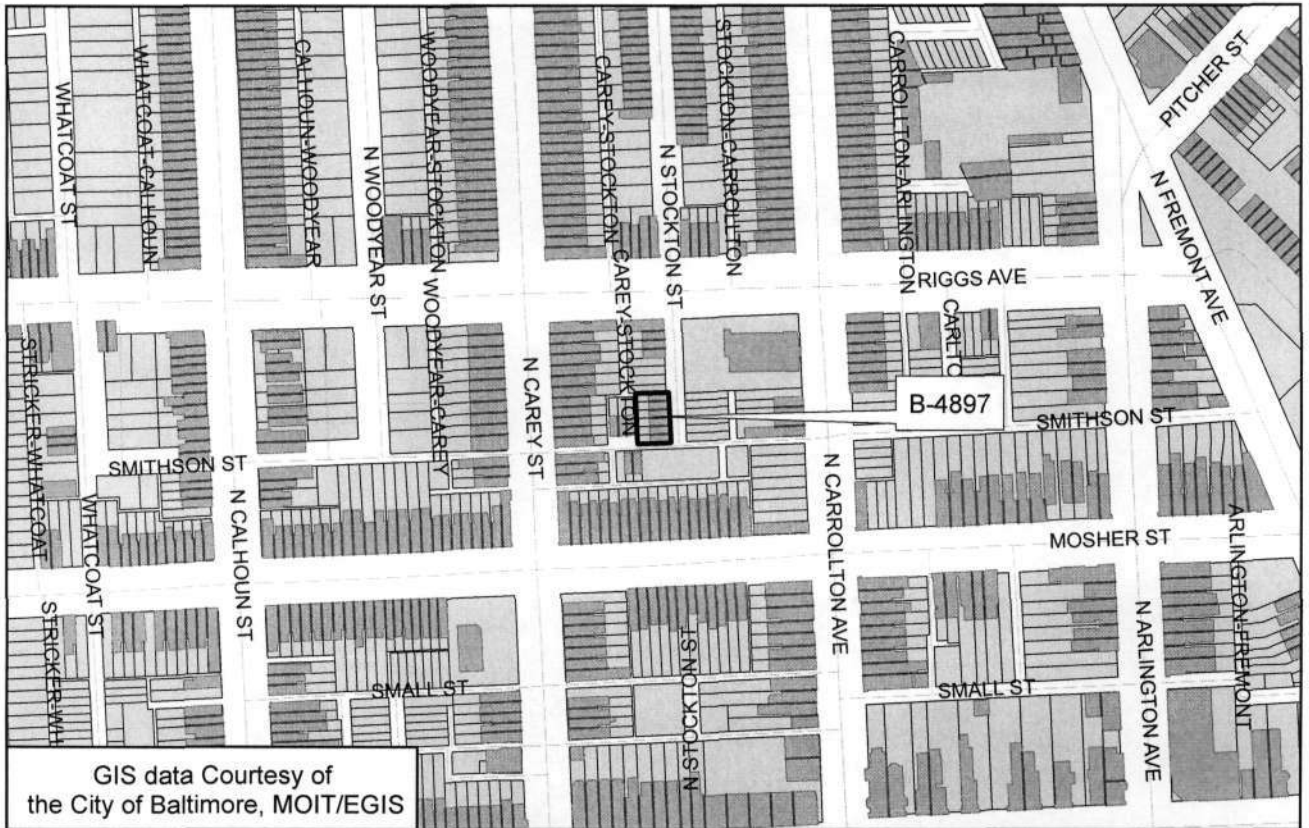 WHATCOAT ST
WHATCOAT-CALHOUN
CALHOUN-WOODYEAR
N WOODYEAR ST
WOODYEAR-STOCKTON
CAREY-STOCKTON
N STOCKTON ST
STOCKTON-CARROLLTON
CARROLLTON-ARLINGTON
PITCHER ST
N FREMONT AVE
RIGGS AVE
STRICKER-WHATCOAT
WHATCOAT ST
SMITHSON ST
N CALHOUN ST
WOODYEAR-CAREY
N CAREY ST
CAREY-STOCKTON
B-4897
CARLTO
SMITHSON ST
N CARROLLTON AVE
MOSHER ST
ARLINGTON-FREMONT
N ARLINGTON AVE
STRICKER-WH
SMALL ST
N STOCKTON ST
SMALL ST
GIS data Courtesy of
the City of Baltimore, MOIT/EGIS